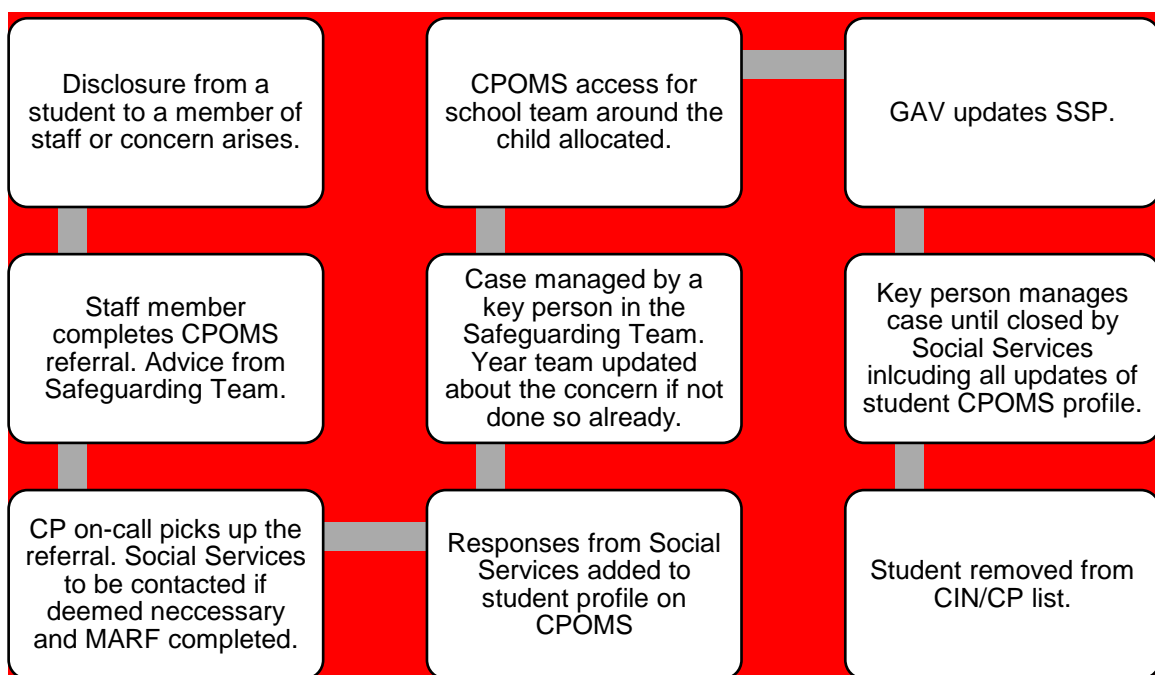 Disclosure from a
student to a member of
staff or concern arises.
Staff member
completes CPOMS
referral. Advice from
Safeguarding Team.
CP on-call picks up the
referral. Social Services
to be contacted if
deemed neccessary
and MARF completed.
Responses from Social
Services added to
student profile on
CPOMS
Case managed by a
key person in the
Safeguarding Team.
Year team updated
about the concern if not
done so already.
CPOMS access for
school team around the
child allocated.
GAV updates SSP.
Key person manages
case until closed by
Social Services
inlcuding all updates of
student CPOMS profile.
Student removed from
CIN/CP list.